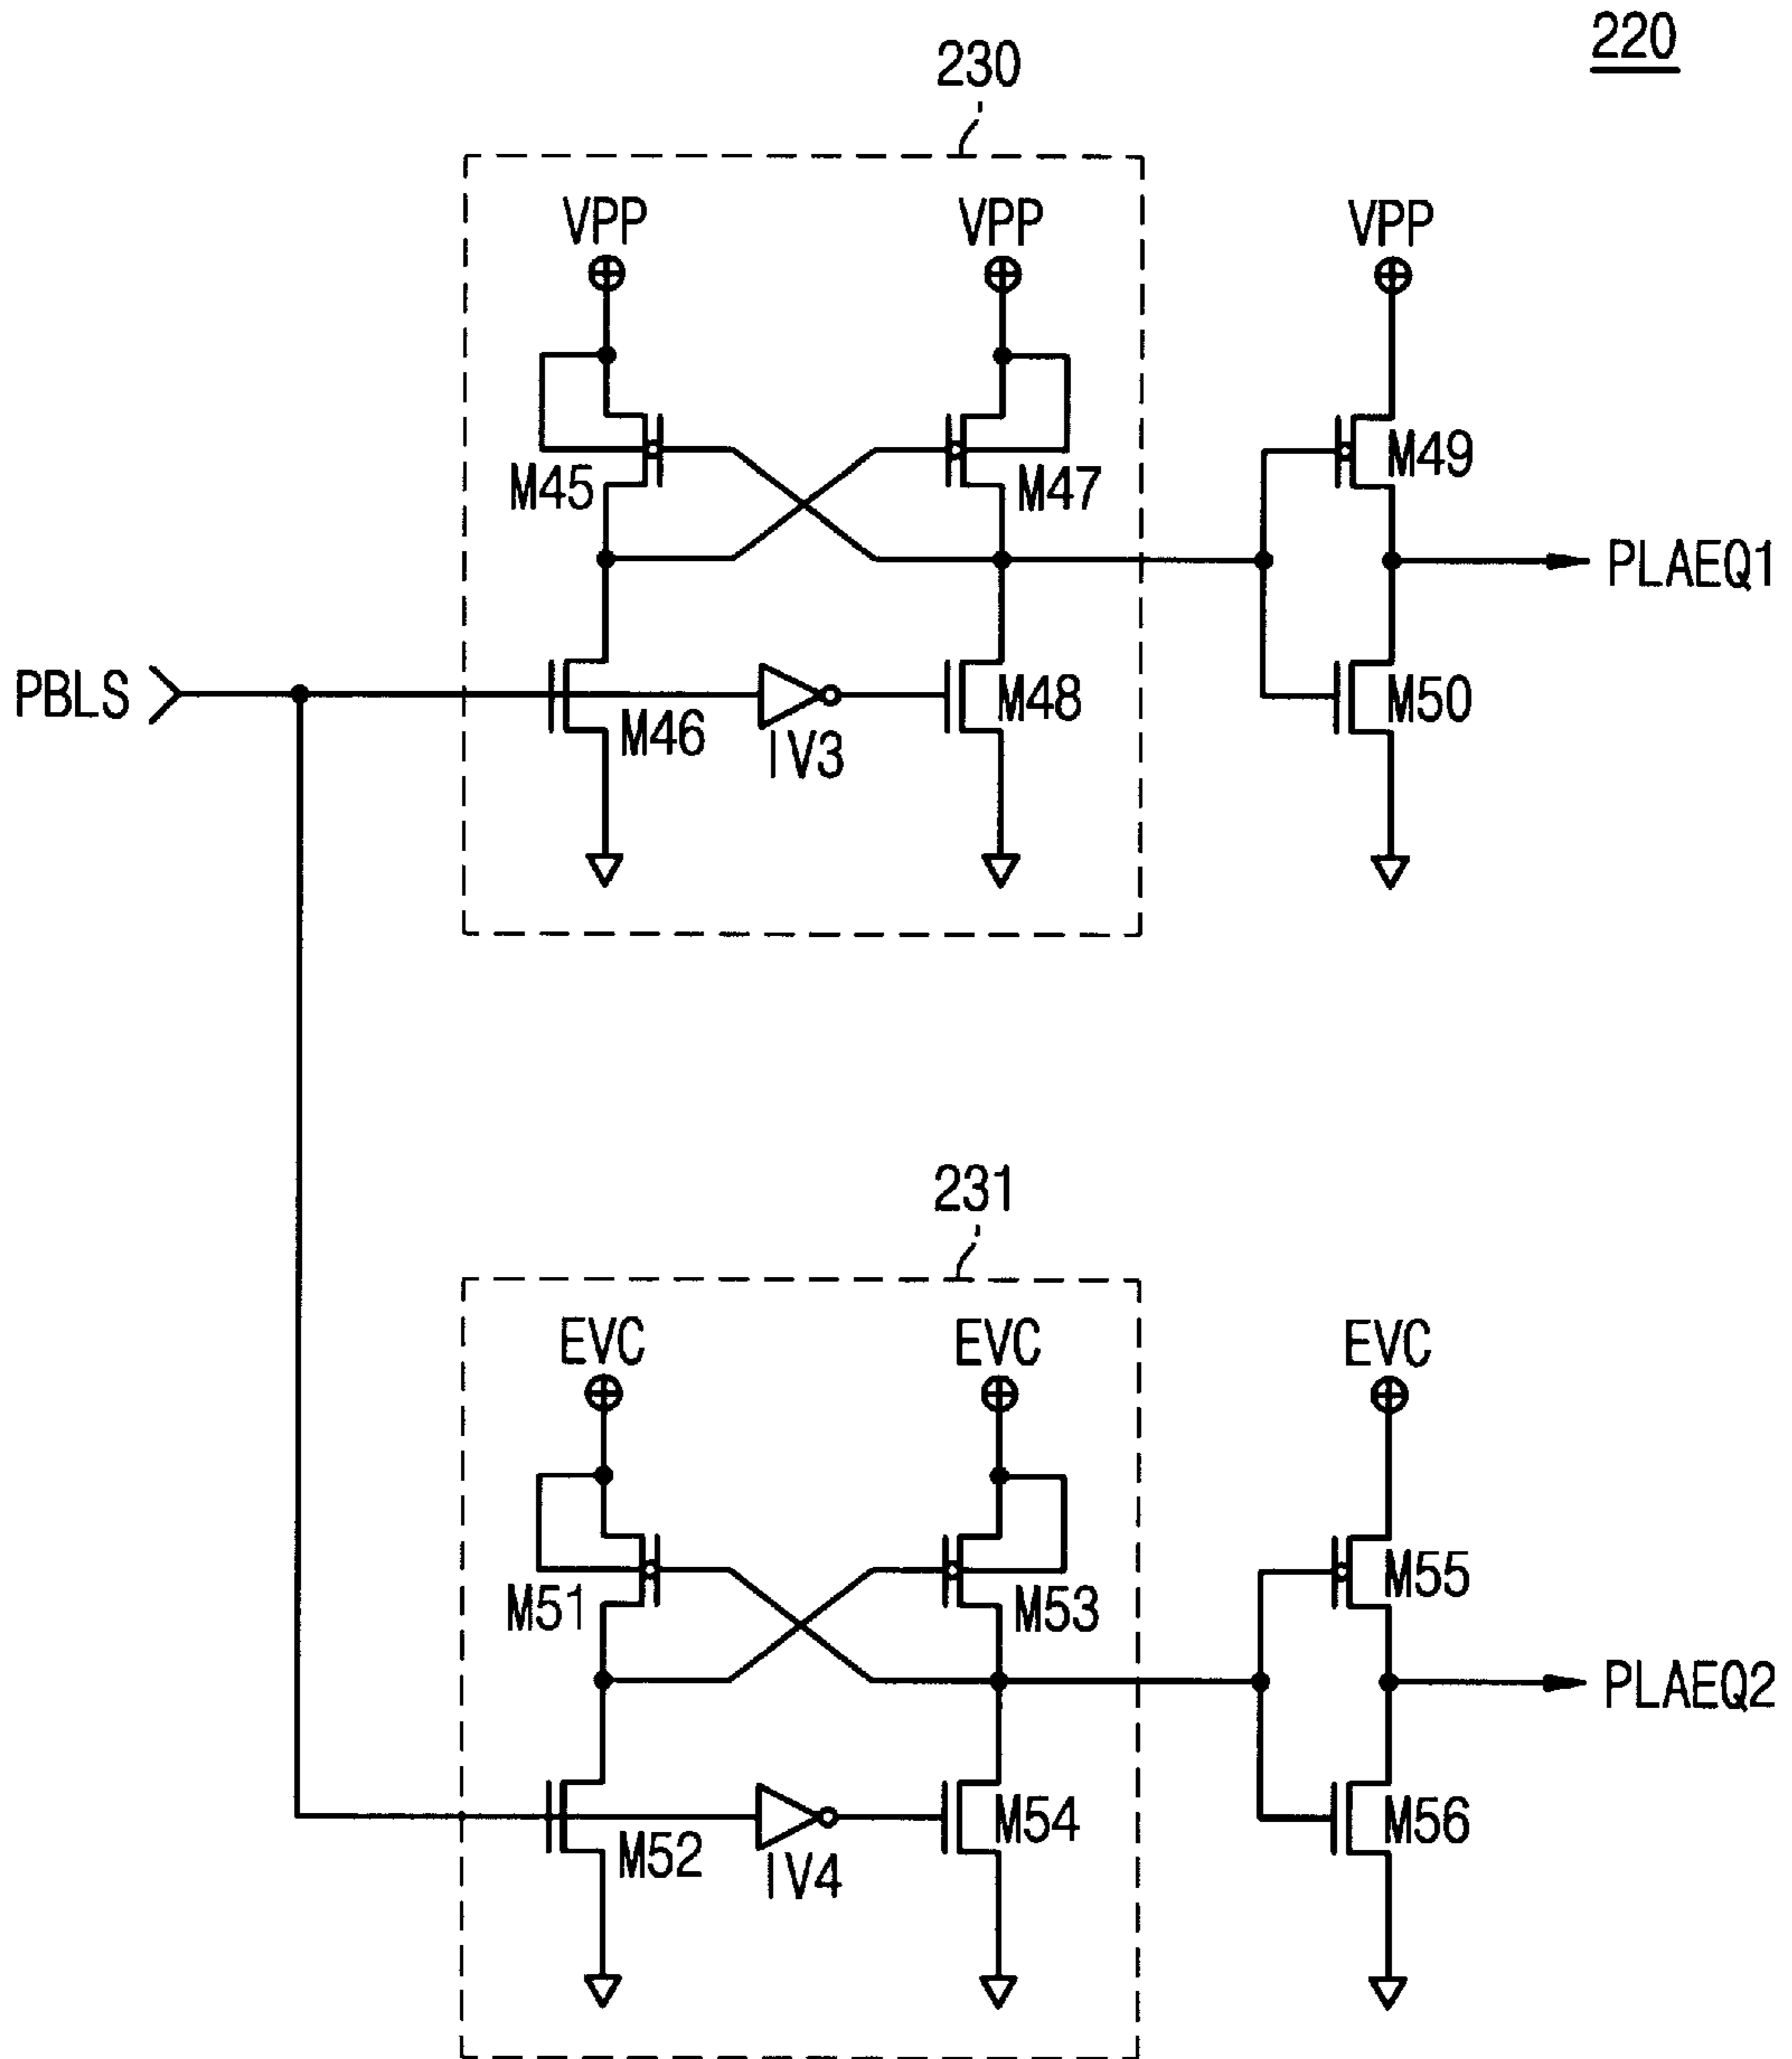 220
230
VPP VPP VPP
M45 M47 M49
PLAEQ1
PBLS M46 IV3 M48 M50
231
EVC EVC EVC
M51 M53 M55
PLAEQ2
M52 IV4 M54 M56